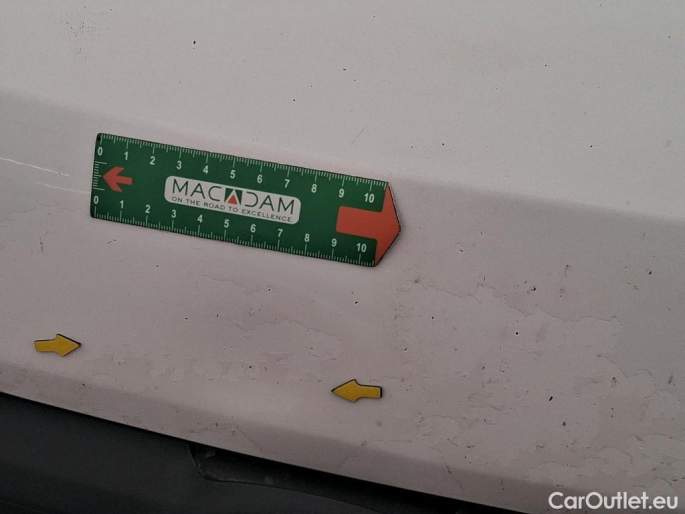 0 1 2 3 4 5 6 7 8 9 10
MACADAM
ON THE ROAD TO EXCELLENCE
0 1 2 3 4 5 6 7 8 9 10
CarOutlet.eu